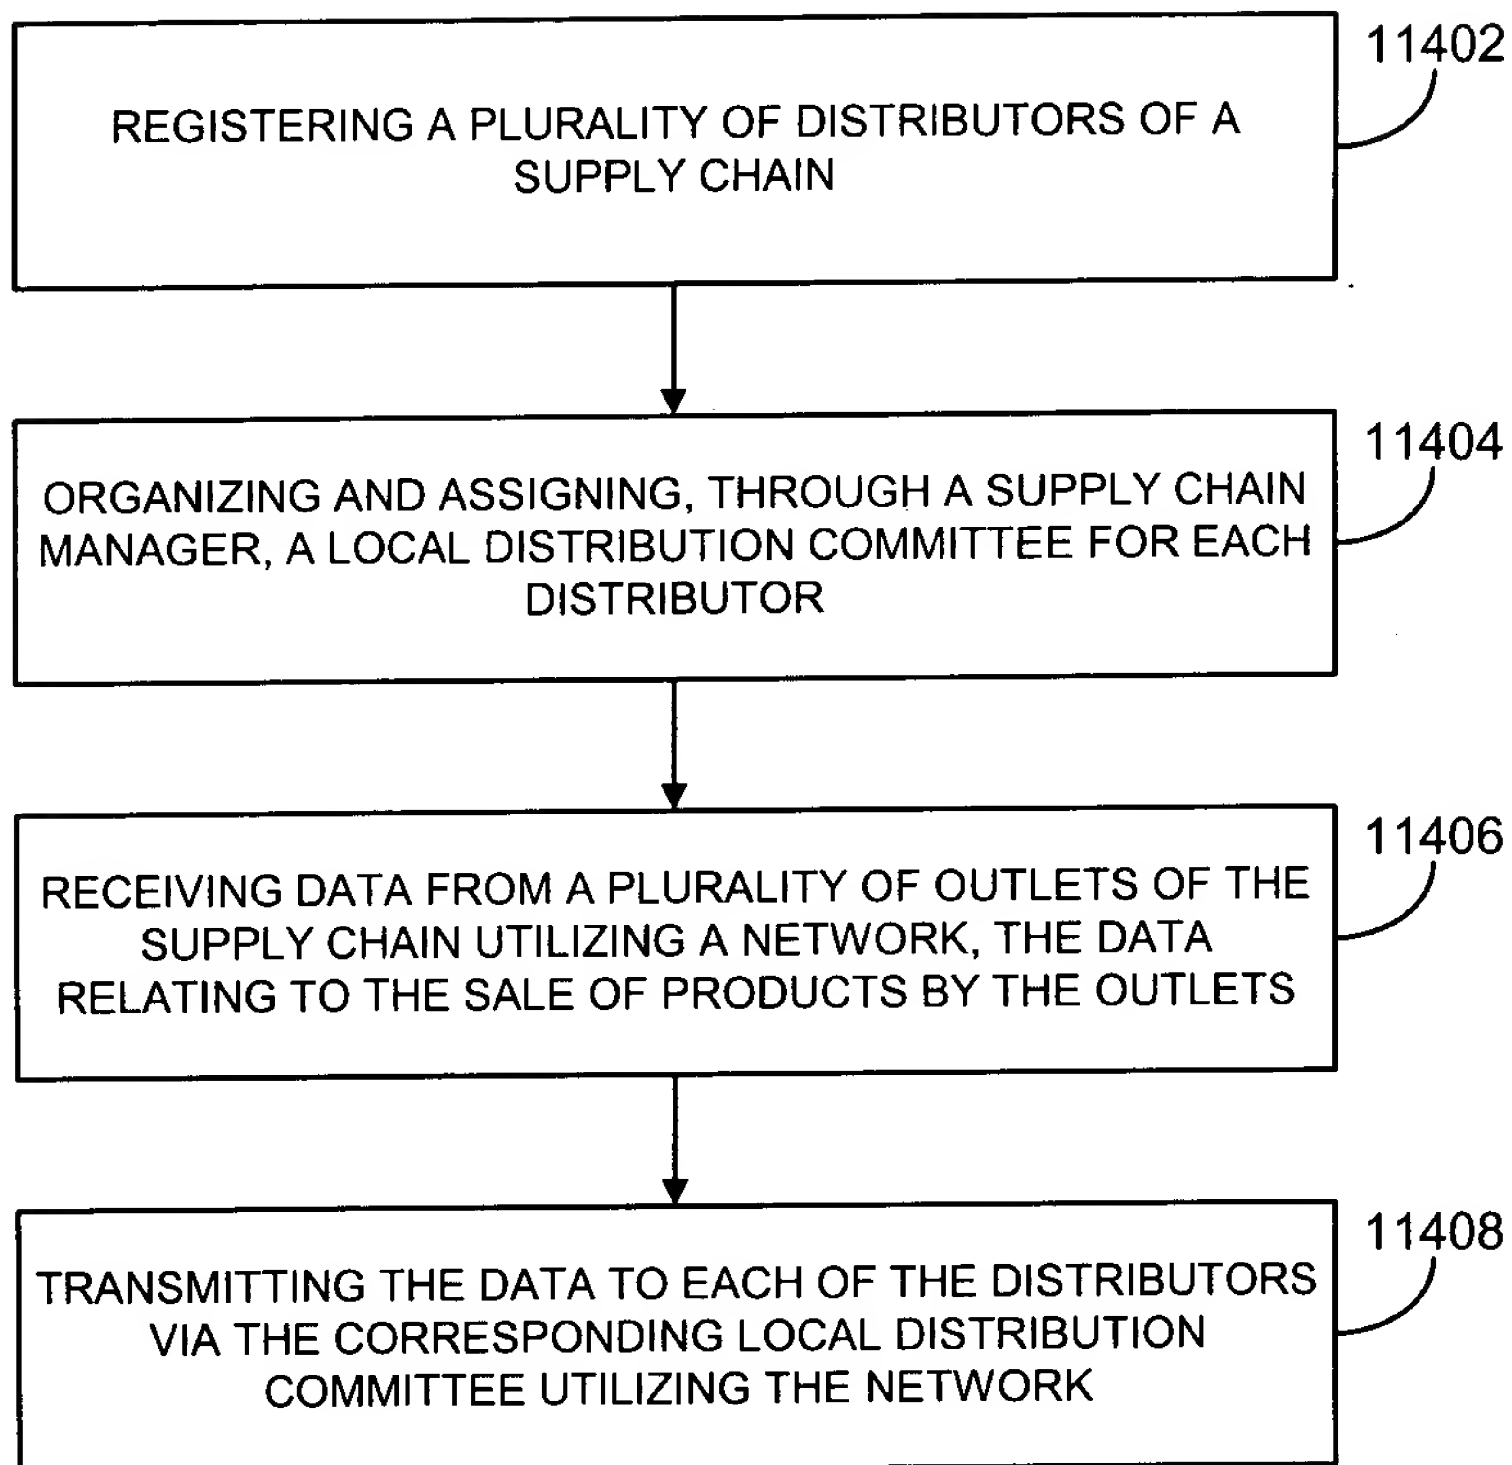 11402
REGISTERING A PLURALITY OF DISTRIBUTORS OF A
SUPPLY CHAIN
11404
ORGANIZING AND ASSIGNING, THROUGH A SUPPLY CHAIN
MANAGER, A LOCAL DISTRIBUTION COMMITTEE FOR EACH
DISTRIBUTOR
11406
RECEIVING DATA FROM A PLURALITY OF OUTLETS OF THE
SUPPLY CHAIN UTILIZING A NETWORK, THE DATA
RELATING TO THE SALE OF PRODUCTS BY THE OUTLETS
11408
TRANSMITTING THE DATA TO EACH OF THE DISTRIBUTORS
VIA THE CORRESPONDING LOCAL DISTRIBUTION
COMMITTEE UTILIZING THE NETWORK